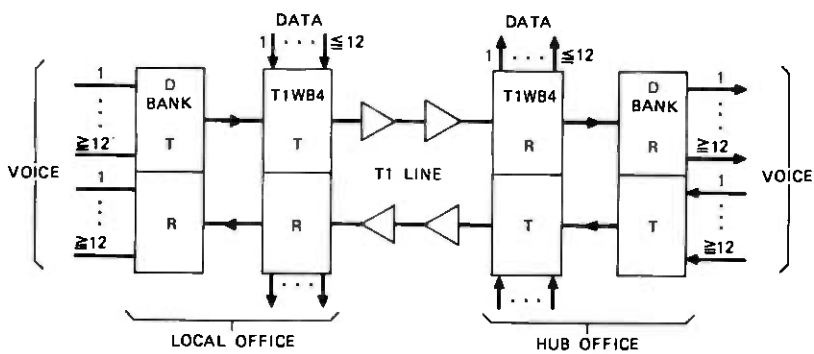 DATA
1 ... ≦12
DATA
1 ... ≦12
VOICE
1
≧12
1
≧12
D
BANK
T
R
T1WB4
T
R
T1 LINE
T1WB4
R
T
D
BANK
R
T
1
≧12
1
≧12
VOICE
LOCAL OFFICE
HUB OFFICE